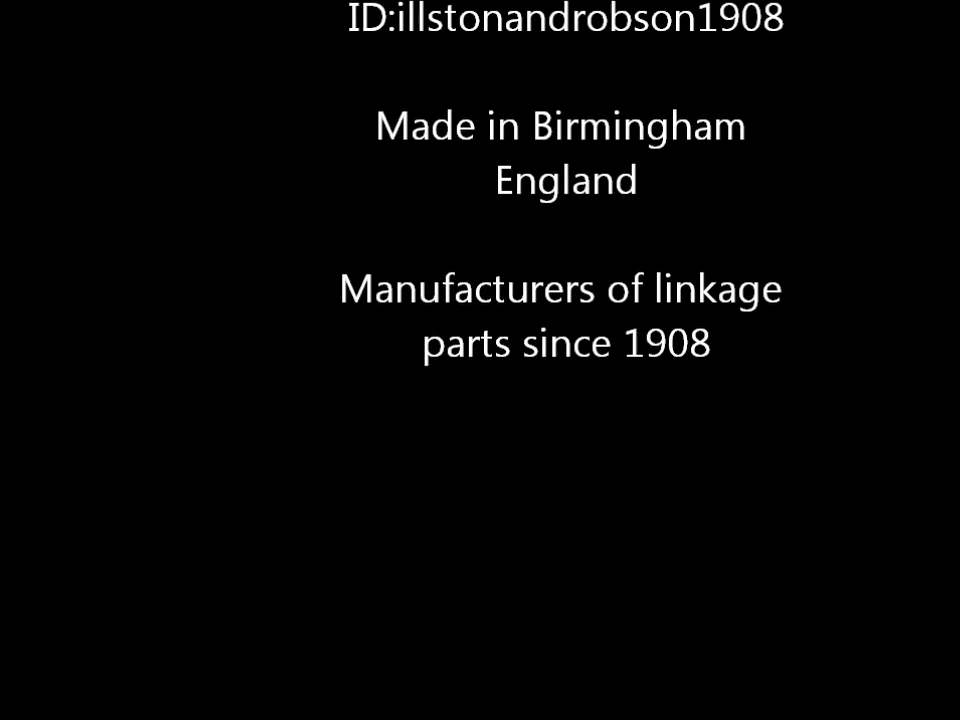 ID:illstonandrobson1908
Made in Birmingham
England
Manufacturers of linkage
parts since 1908